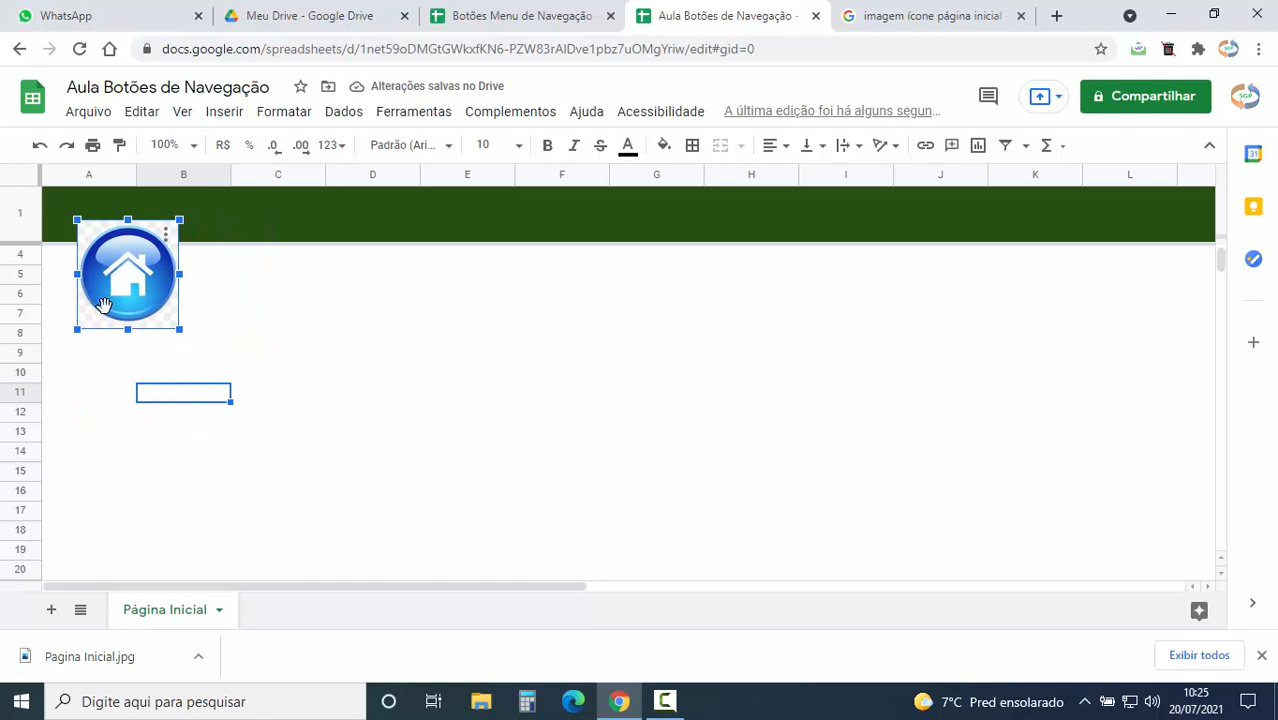 WhatsApp
Meu Drive - Google Drive
Botões Menu de Navegação
Aula Botões de Navegação -
imagem ícone página inicial -
docs.google.com/spreadsheets/d/1net59oDMGtGWkxfKN6-PZW83rAlDve1pbz7uOMgYriw/edit#gid=0
Aula Botões de Navegação
Alterações salvas no Drive
Arquivo Editar Ver Inserir Formatar Dados Ferramentas Complementos Ajuda Acessibilidade
A última edição foi há alguns segun...
Compartilhar
SGP
100% R$ % .0 .00 123 Padrão (Ari... 10 B I S A
A B C D E F G H I J K L
1
4
5
6
7
8
9
10
11
12
13
14
15
16
17
18
19
20
31
Página Inicial
Pagina Inicial.jpg
Exibir todos
Digite aqui para pesquisar
7°C Pred ensolarado
10:25
20/07/2021